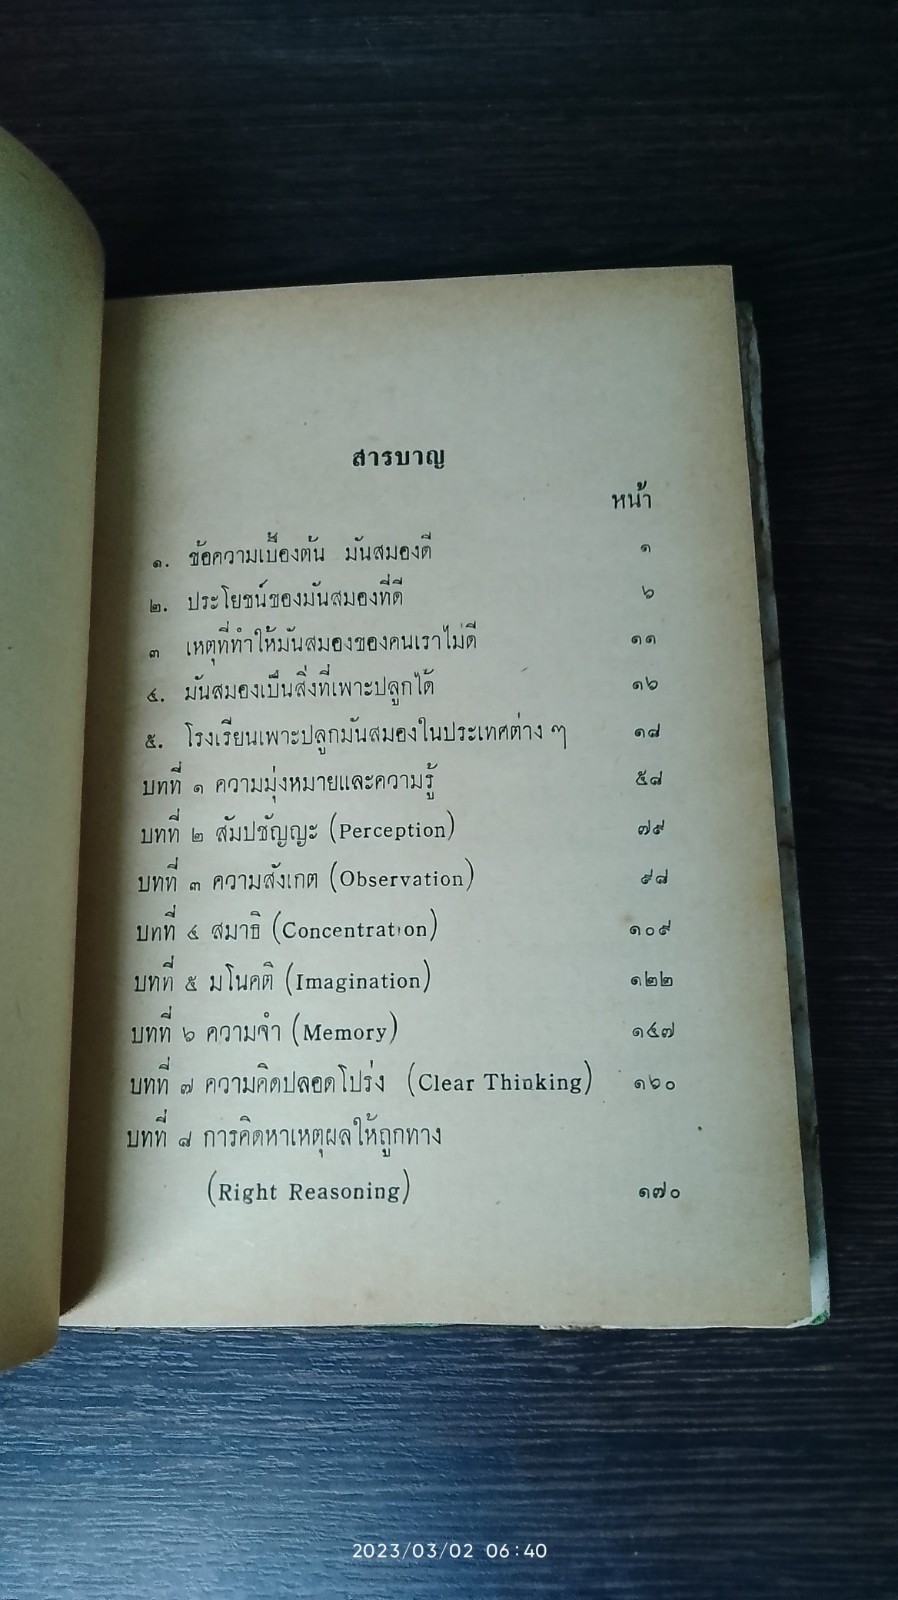 สารบาญ
หน้า
๑. ข้อความเบื้องต้น มันสมองดี ๑
๒. ประโยชน์ของมันสมองที่ดี ๖
๓ เหตุที่ทำให้มันสมองของคนเราไม่ดี ๑๑
๔. มันสมองเป็นสิ่งที่เพาะปลูกได้ ๑๖
๕. โรงเรียนเพาะปลูกมันสมองในประเทศต่าง ๆ ๑๘
บทที่ ๑ ความมุ่งหมายและความรู้ ๕๘
บทที่ ๒ สัมปชัญญะ (Perception) ๗๙
บทที่ ๓ ความสังเกต (Observation) ๙๘
บทที่ ๔ สมาธิ (Concentration) ๑๐๙
บทที่ ๕ มโนคติ (Imagination) ๑๒๒
บทที่ ๖ ความจำ (Memory) ๑๔๗
บทที่ ๗ ความคิดปลอดโปร่ง (Clear Thinking) ๑๖๐
บทที่ ๘ การคิดหาเหตุผลให้ถูกทาง
(Right Reasoning) ๑๗๐
2023/03/02 06:40